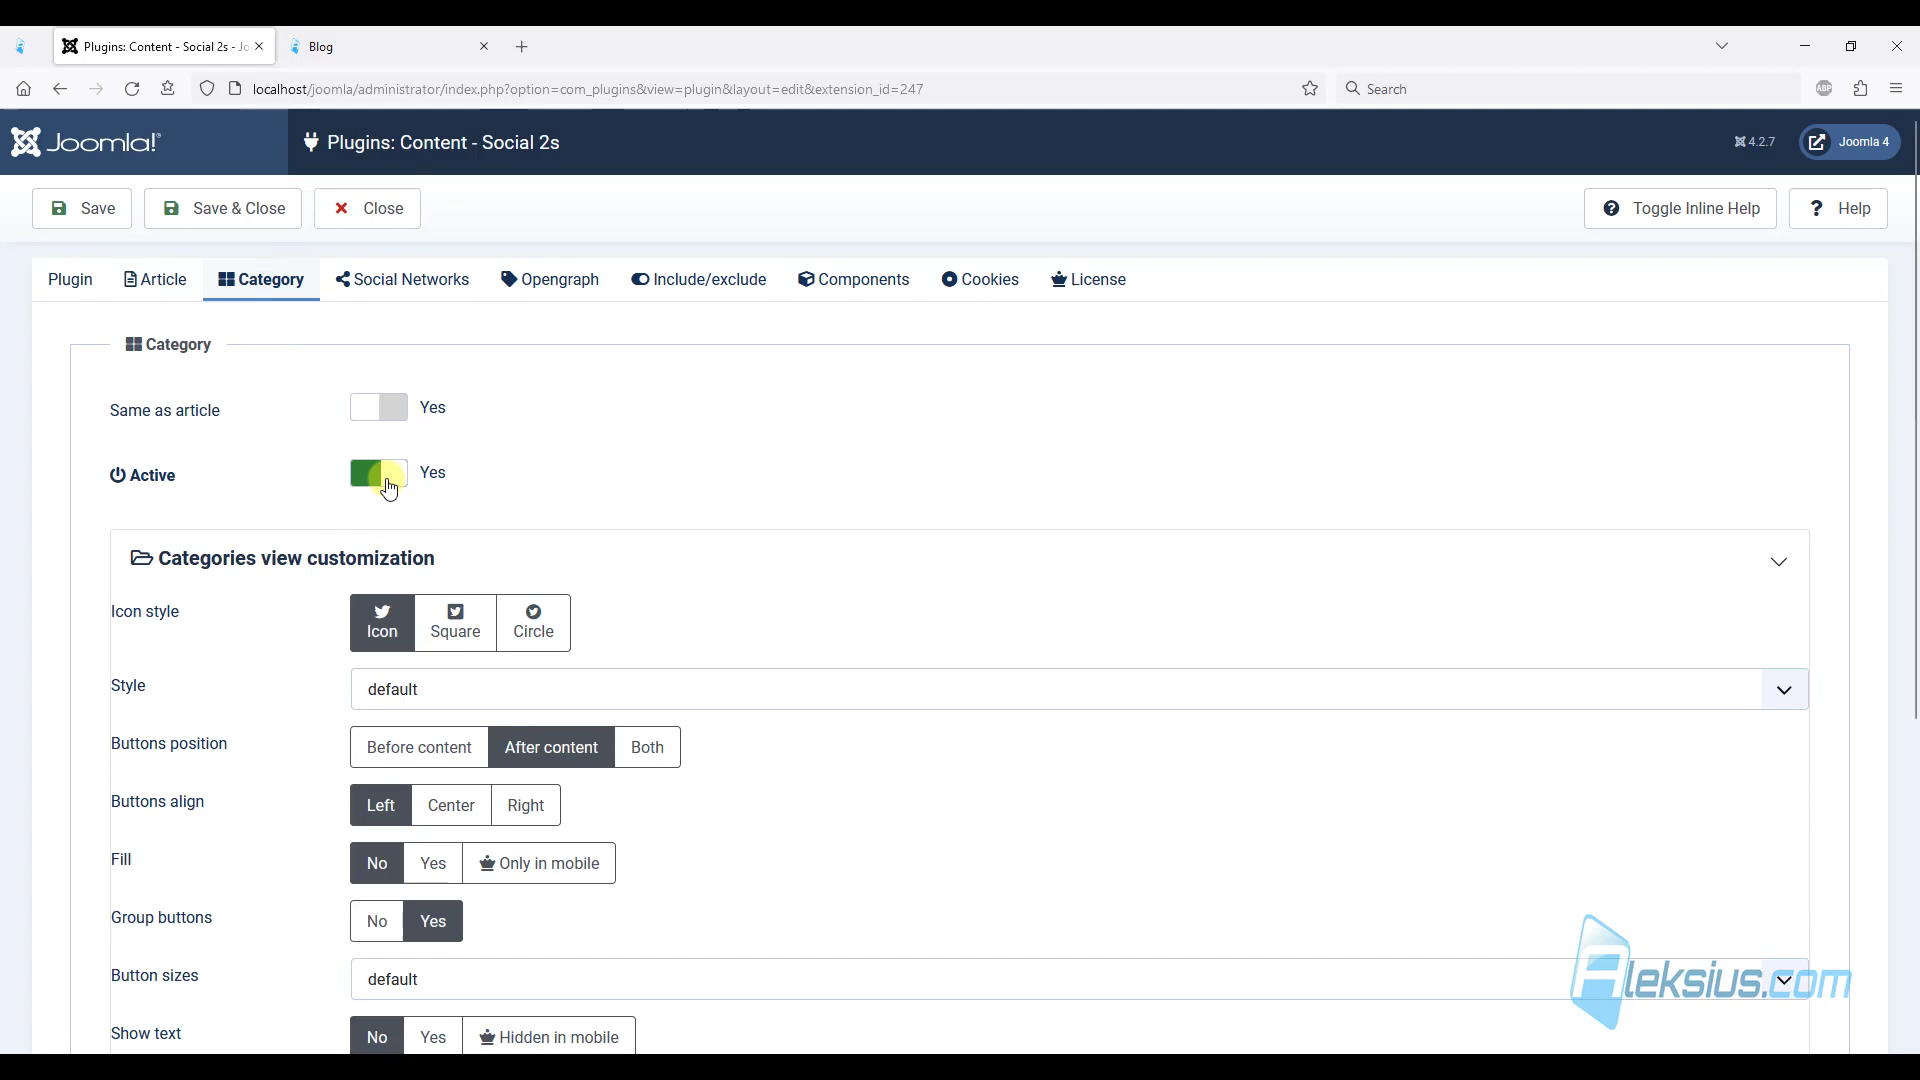 Plugins: Content - Social 2s - Jo
Blog
localhost/joomla/administrator/index.php?option=com_plugins&view=plugin&layout=edit&extension_id=247
Search
ABP
Joomla!®
Plugins: Content - Social 2s
4.2.7
Joomla 4
Save
Save & Close
Close
Toggle Inline Help
? Help
Plugin
Article
Category
Social Networks
Opengraph
Include/exclude
Components
Cookies
License
Category
Same as article
Yes
Active
Yes
Categories view customization
Icon style
Icon
Square
Circle
Style
default
Buttons position
Before content
After content
Both
Buttons align
Left
Center
Right
Fill
No
Yes
Only in mobile
Group buttons
No
Yes
Button sizes
default
Show text
No
Yes
Hidden in mobile
Aleksius.com